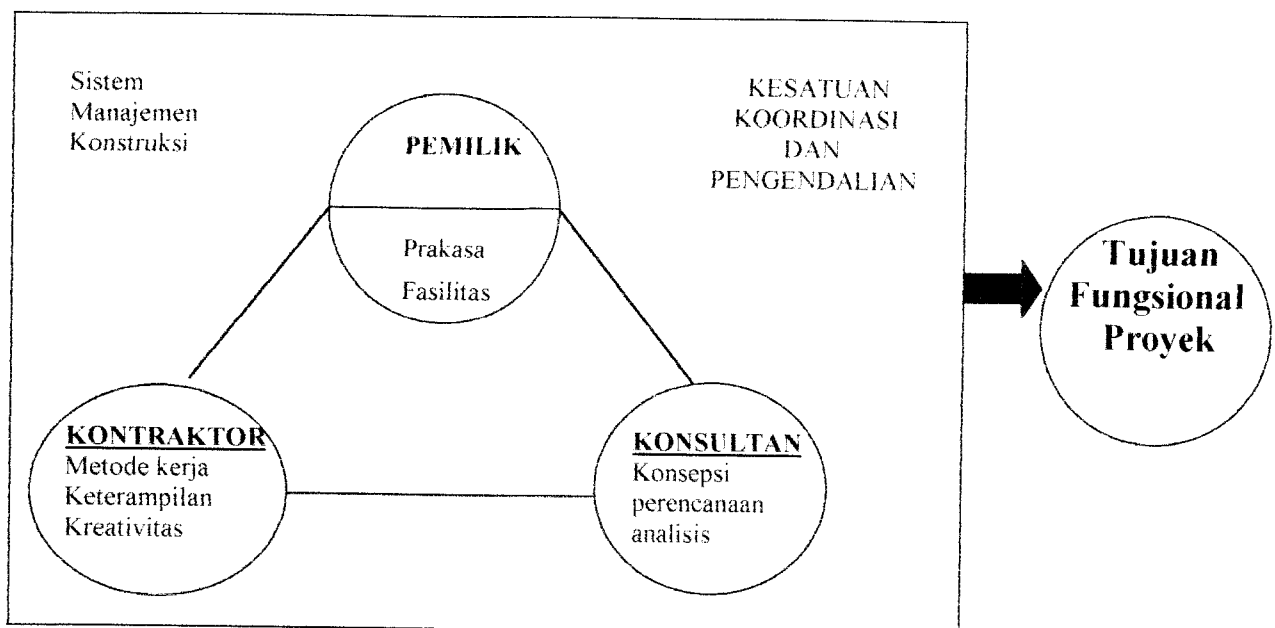 Sistem
Manajemen
Konstruksi
KESATUAN
KOORDINASI
DAN
PENGENDALIAN
PEMILIK
Prakasa
Fasilitas
Tujuan
Fungsional
Proyek
KONTRAKTOR
Metode kerja
Keterampilan
Kreativitas
KONSULTAN
Konsepsi
perencanaan
analisis